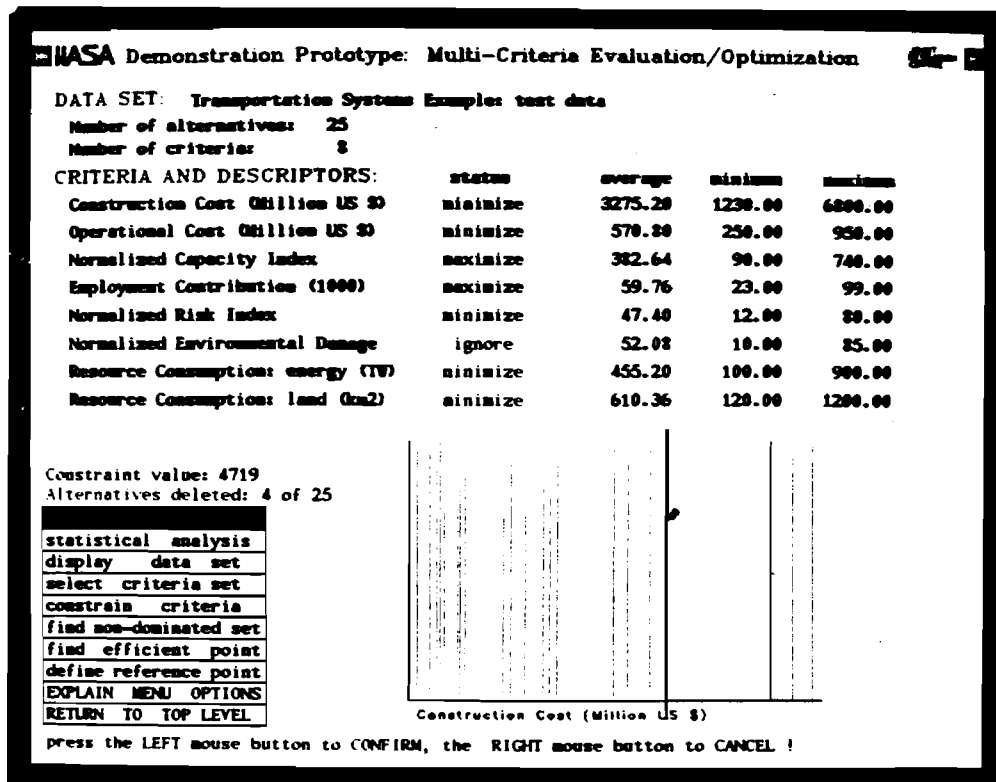 IIASA Demonstration Prototype: Multi-Criteria Evaluation/Optimization
DATA SET: Transportation Systems Example: test data
Number of alternatives: 25
Number of criteria: 8
CRITERIA AND DESCRIPTORS: status average minimum maximum
Construction Cost (Million US $) minimize 3275.20 1230.00 6800.00
Operational Cost (Million US $) minimize 570.80 250.00 950.00
Normalized Capacity Index maximize 382.64 90.00 740.00
Employment Contribution (1000) maximize 59.76 23.00 99.00
Normalized Risk Index minimize 47.40 12.00 80.00
Normalized Environmental Damage ignore 52.08 10.00 85.00
Resource Consumption: energy (TW) minimize 455.20 100.00 900.00
Resource Consumption: land (km2) minimize 610.36 120.00 1200.00
Constraint value: 4719
Alternatives deleted: 4 of 25
statistical analysis
display data set
select criteria set
constrain criteria
find non-dominated set
find efficient point
define reference point
EXPLAIN MENU OPTIONS
RETURN TO TOP LEVEL
Construction Cost (Million US $)
press the LEFT mouse button to CONFIRM, the RIGHT mouse button to CANCEL !